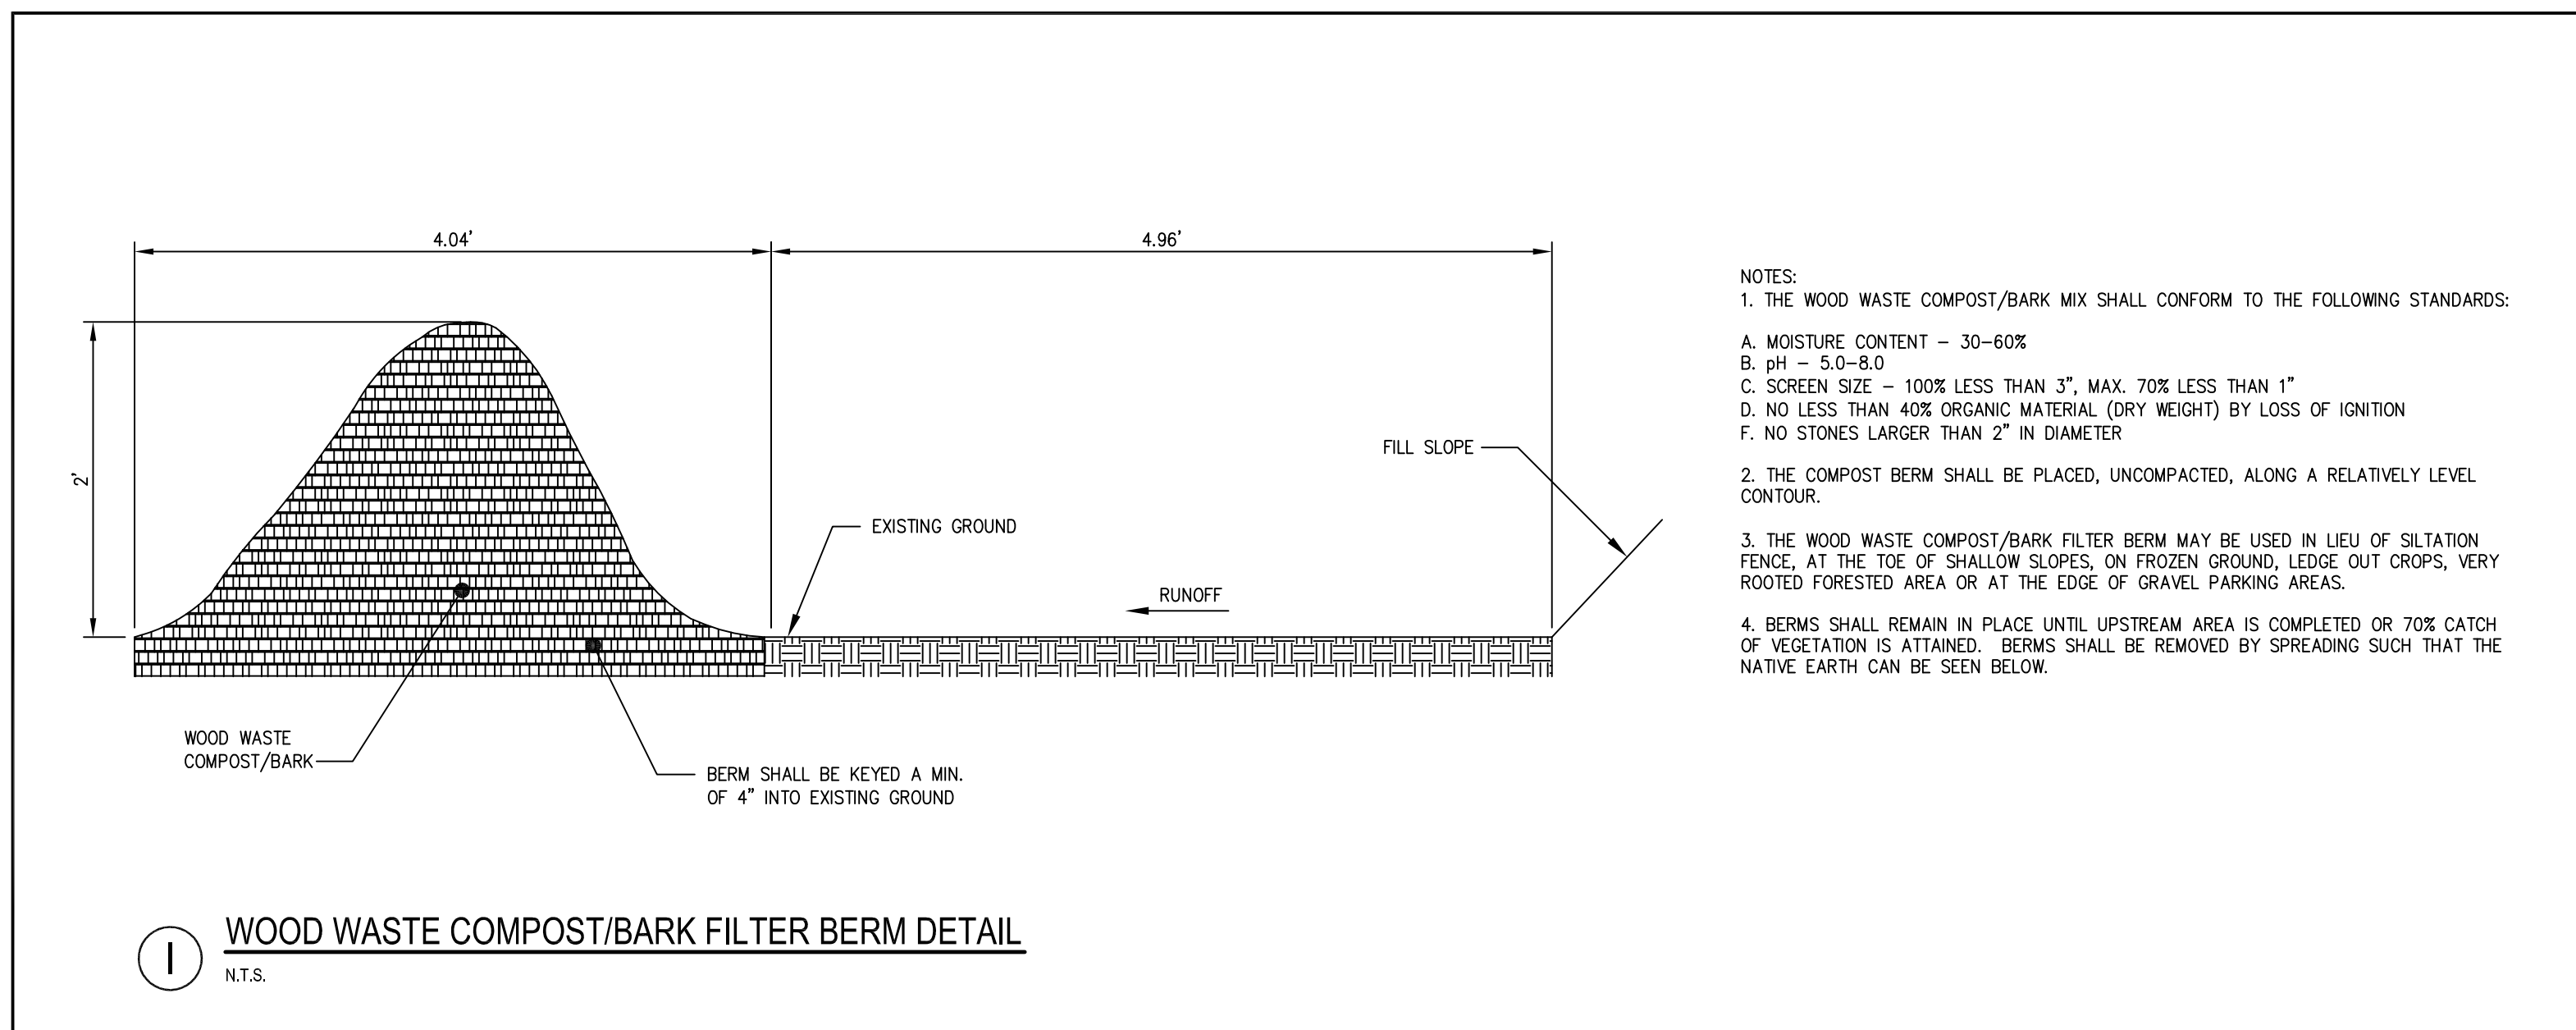 4.04'
4.96'
2'
FILL SLOPE
EXISTING GROUND
RUNOFF
WOOD WASTE
COMPOST/BARK
BERM SHALL BE KEYED A MIN.
OF 4" INTO EXISTING GROUND
NOTES:
1. THE WOOD WASTE COMPOST/BARK MIX SHALL CONFORM TO THE FOLLOWING STANDARDS:
A. MOISTURE CONTENT – 30–60%
B. pH – 5.0–8.0
C. SCREEN SIZE – 100% LESS THAN 3", MAX. 70% LESS THAN 1"
D. NO LESS THAN 40% ORGANIC MATERIAL (DRY WEIGHT) BY LOSS OF IGNITION
F. NO STONES LARGER THAN 2" IN DIAMETER
2. THE COMPOST BERM SHALL BE PLACED, UNCOMPACTED, ALONG A RELATIVELY LEVEL
CONTOUR.
3. THE WOOD WASTE COMPOST/BARK FILTER BERM MAY BE USED IN LIEU OF SILTATION
FENCE, AT THE TOE OF SHALLOW SLOPES, ON FROZEN GROUND, LEDGE OUT CROPS, VERY
ROOTED FORESTED AREA OR AT THE EDGE OF GRAVEL PARKING AREAS.
4. BERMS SHALL REMAIN IN PLACE UNTIL UPSTREAM AREA IS COMPLETED OR 70% CATCH
OF VEGETATION IS ATTAINED.  BERMS SHALL BE REMOVED BY SPREADING SUCH THAT THE
NATIVE EARTH CAN BE SEEN BELOW.
I
WOOD WASTE COMPOST/BARK FILTER BERM DETAIL
N.T.S.